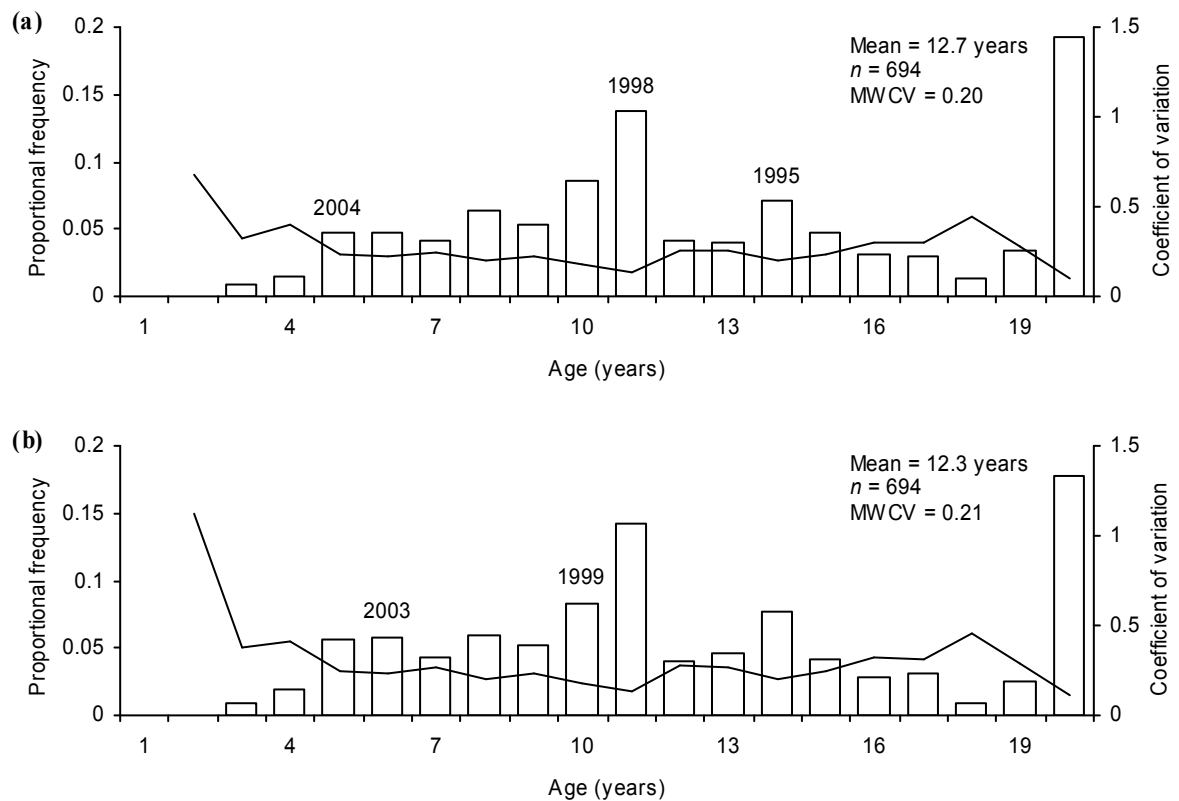 (a)
0.2
0.15
0.1
0.05
0
Proportional frequency
1.5
1
0.5
0
Coefficient of variation
Mean = 12.7 years
n = 694
MWCV = 0.20
2004
1998
1995
1 4 7 10 13 16 19
Age (years)
(b)
0.2
0.15
0.1
0.05
0
Proportional frequency
1.5
1
0.5
0
Coefficient of variation
Mean = 12.3 years
n = 694
MWCV = 0.21
2003
1999
1 4 7 10 13 16 19
Age (years)